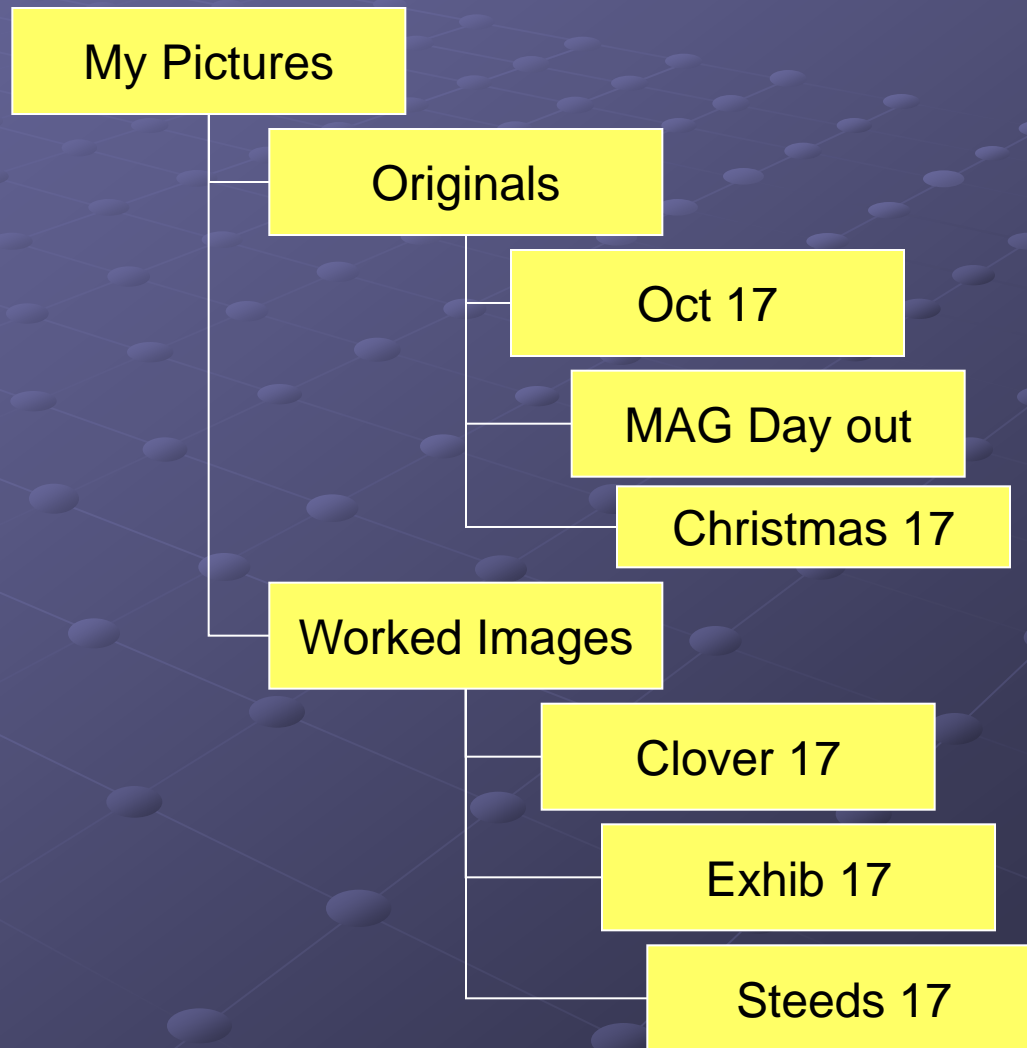 My Pictures
Originals
Oct 17
MAG Day out
Christmas 17
Worked Images
Clover 17
Exhib 17
Steeds 17